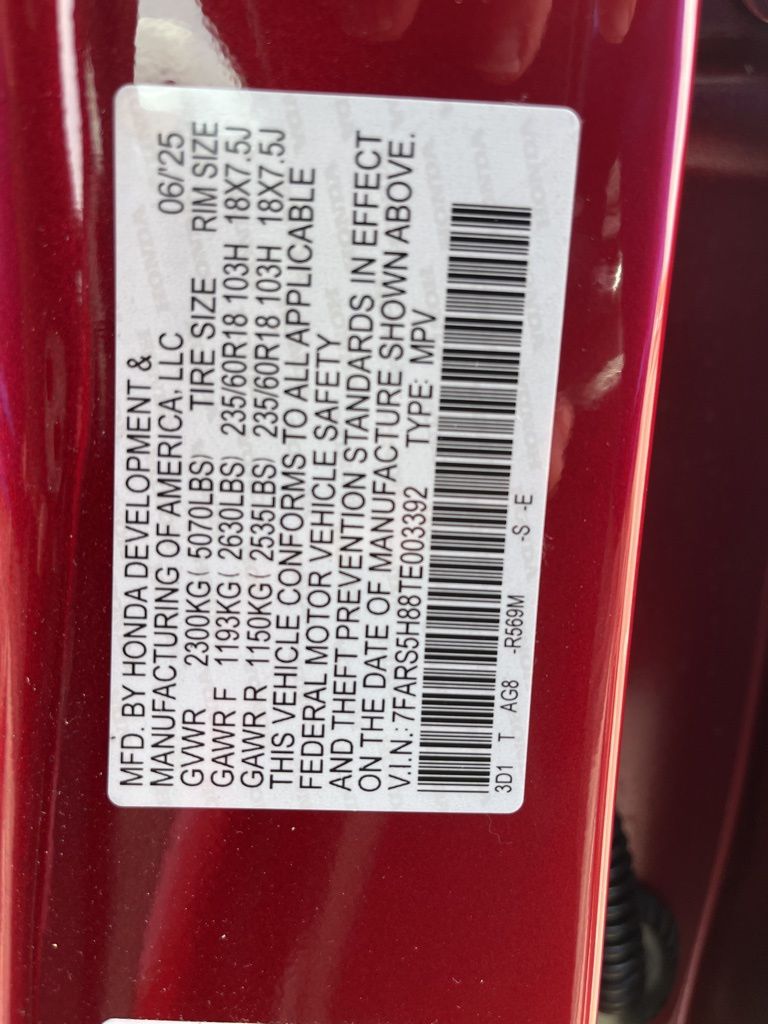 MFD. BY HONDA DEVELOPMENT &
MANUFACTURING OF AMERICA, LLC 06/'25
GVWR 2300KG ( 5070LBS) TIRE SIZE RIM SIZE
GAWR F 1193KG ( 2630LBS) 235/60R18 103H 18X7.5J
GAWR R 1150KG ( 2535LBS) 235/60R18 103H 18X7.5J
THIS VEHICLE CONFORMS TO ALL APPLICABLE
FEDERAL MOTOR VEHICLE SAFETY
AND THEFT PREVENTION STANDARDS IN EFFECT
ON THE DATE OF MANUFACTURE SHOWN ABOVE.
V.I.N.: 7FARS5H88TE003392 TYPE: MPV
3D1 T AG8 -R569M -S -E